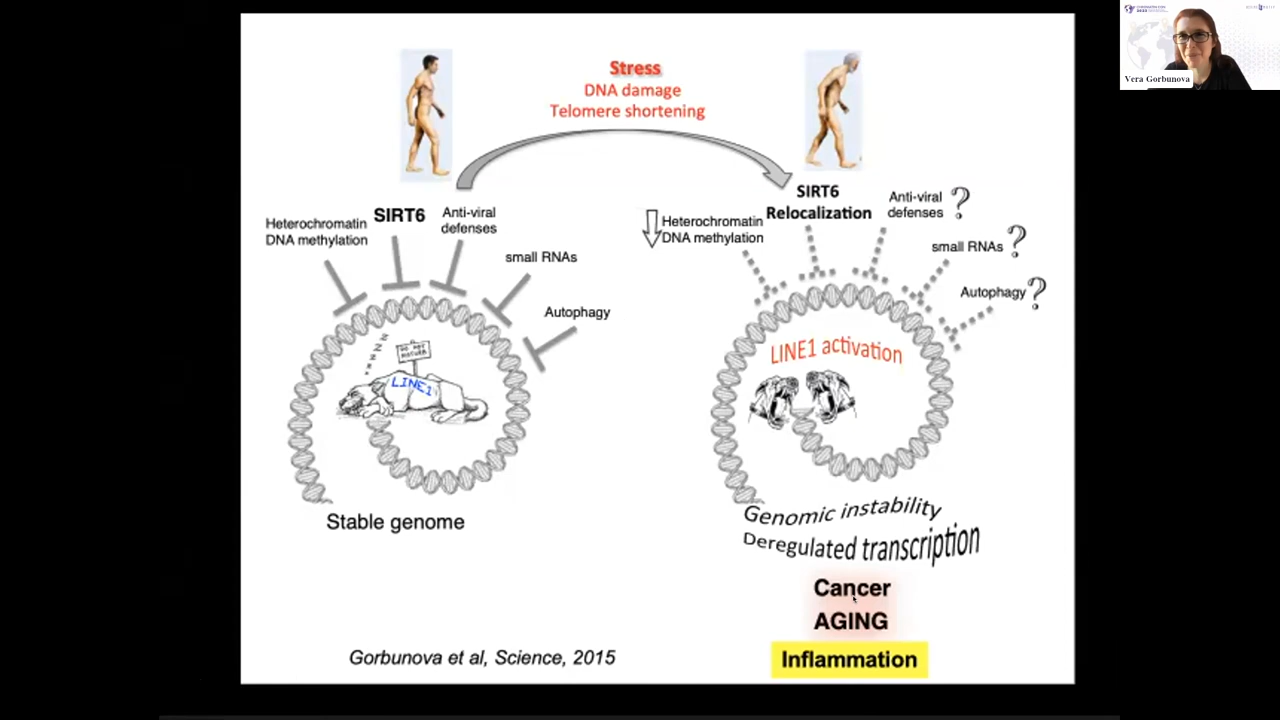 Stress
DNA damage
Telomere shortening
Heterochromatin
DNA methylation
SIRT6
Anti-viral
defenses
small RNAs
Autophagy
Z Z Z Z
DO NOT
LINE1
Stable genome
Gorbunova et al, Science, 2015
Heterochromatin
DNA methylation
SIRT6
Relocalization
Anti-viral
defenses ?
small RNAs ?
Autophagy ?
LINE1 activation
Genomic instability
Deregulated transcription
Cancer
AGING
Inflammation
Vera Gorbunova